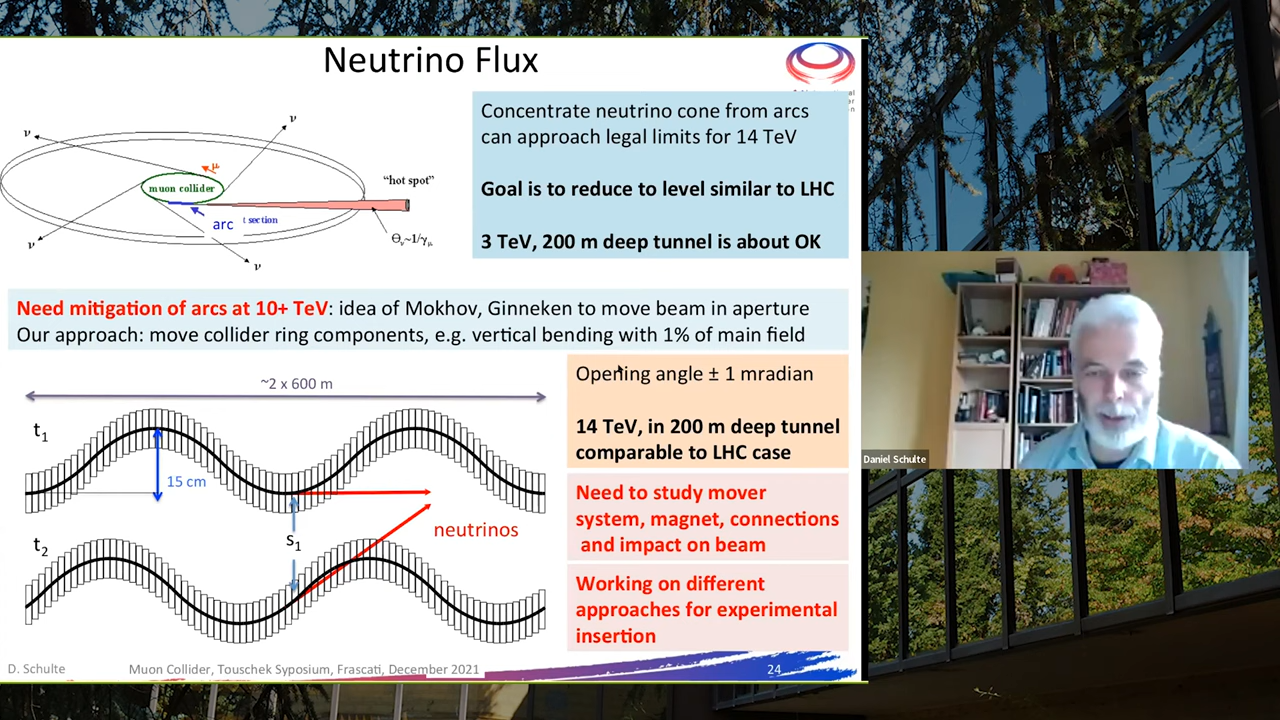 Neutrino Flux
ν
ν
μ
muon collider
"hot spot"
arc
t section
Θν~1/γμ
ν
ν
Concentrate neutrino cone from arcs
can approach legal limits for 14 TeV
Goal is to reduce to level similar to LHC
3 TeV, 200 m deep tunnel is about OK
Need mitigation of arcs at 10+ TeV: idea of Mokhov, Ginneken to move beam in aperture
Our approach: move collider ring components, e.g. vertical bending with 1% of main field
~2 x 600 m
t1
15 cm
neutrinos
s1
t2
Opening angle ± 1 mradian
14 TeV, in 200 m deep tunnel
comparable to LHC case
Need to study mover
system, magnet, connections
and impact on beam
Working on different
approaches for experimental
insertion
D. Schulte
Muon Collider, Touschek Syposium, Frascati, December 2021
24
Daniel Schulte